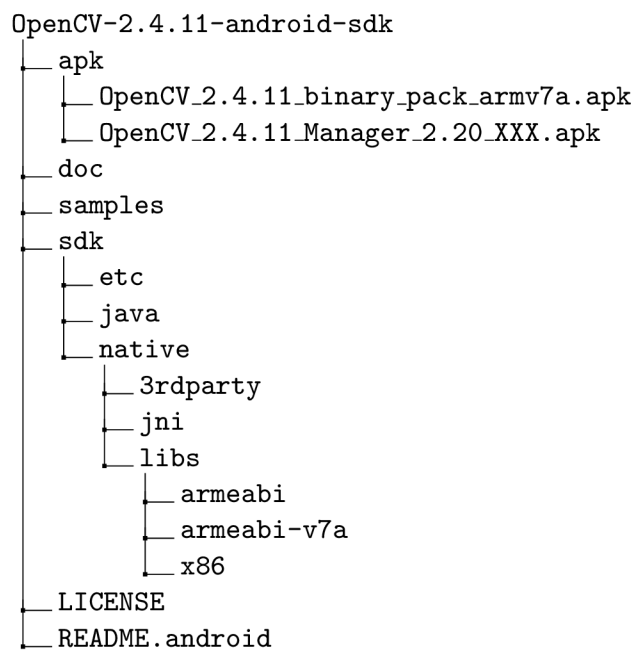 OpenCV-2.4.11-android-sdk
apk
OpenCV_2.4.11_binary_pack_armv7a.apk
OpenCV_2.4.11_Manager_2.20_XXX.apk
doc
samples
sdk
etc
java
native
3rdparty
jni
libs
armeabi
armeabi-v7a
x86
LICENSE
README.android